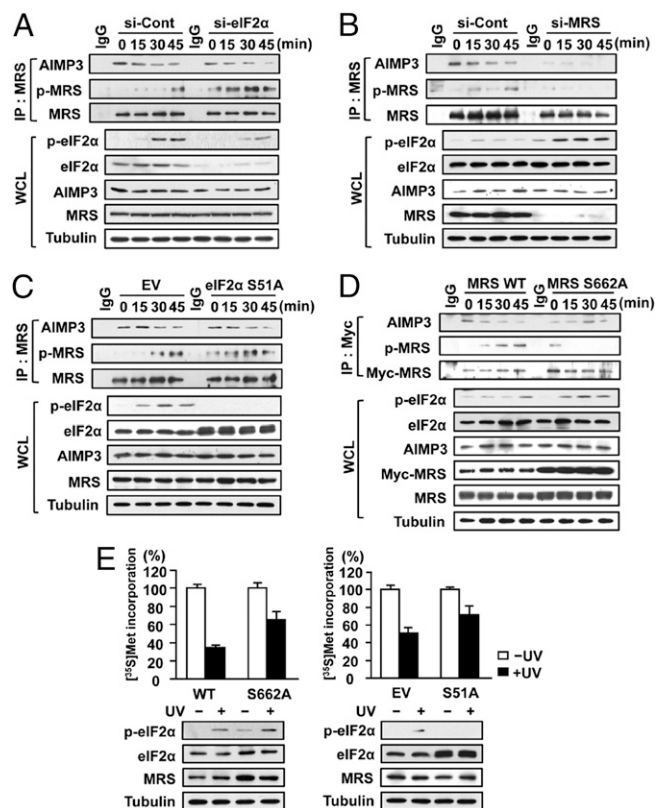 A
si-Cont si-eIF2α
IgG 0 15 30 45 0 15 30 45 (min)
IP : MRS
AIMP3
p-MRS
MRS
WCL
p-eIF2α
eIF2α
AIMP3
MRS
Tubulin
B
si-Cont si-MRS
IgG 0 15 30 45 IgG 0 15 30 45 (min)
IP : MRS
AIMP3
p-MRS
MRS
WCL
p-eIF2α
eIF2α
AIMP3
MRS
Tubulin
C
EV eIF2α S51A
IgG 0 15 30 45 0 15 30 45 (min)
IP : MRS
AIMP3
p-MRS
MRS
WCL
p-eIF2α
eIF2α
AIMP3
MRS
Tubulin
D
MRS WT MRS S662A
IgG 0 15 30 45 IgG 0 15 30 45 (min)
IP : Myc
AIMP3
p-MRS
Myc-MRS
WCL
p-eIF2α
eIF2α
AIMP3
Myc-MRS
MRS
Tubulin
E
(%)
[³⁵S]Met incorporation
120
100
80
60
40
20
0
WT S662A
UV − + − +
p-eIF2α
eIF2α
MRS
Tubulin
(%)
[³⁵S]Met incorporation
120
100
80
60
40
20
0
EV S51A
−UV
+UV
UV − + − +
p-eIF2α
eIF2α
MRS
Tubulin